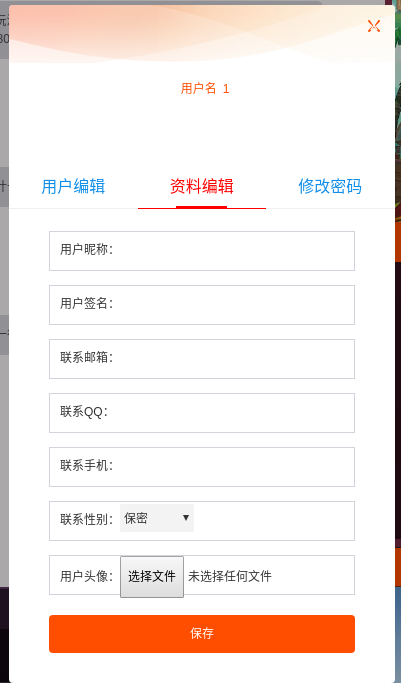 用户名 1
用户编辑 资料编辑 修改密码
用户昵称：
用户签名：
联系邮箱：
联系QQ：
联系手机：
联系性别： 保密
用户头像： 选择文件 未选择任何文件
保存